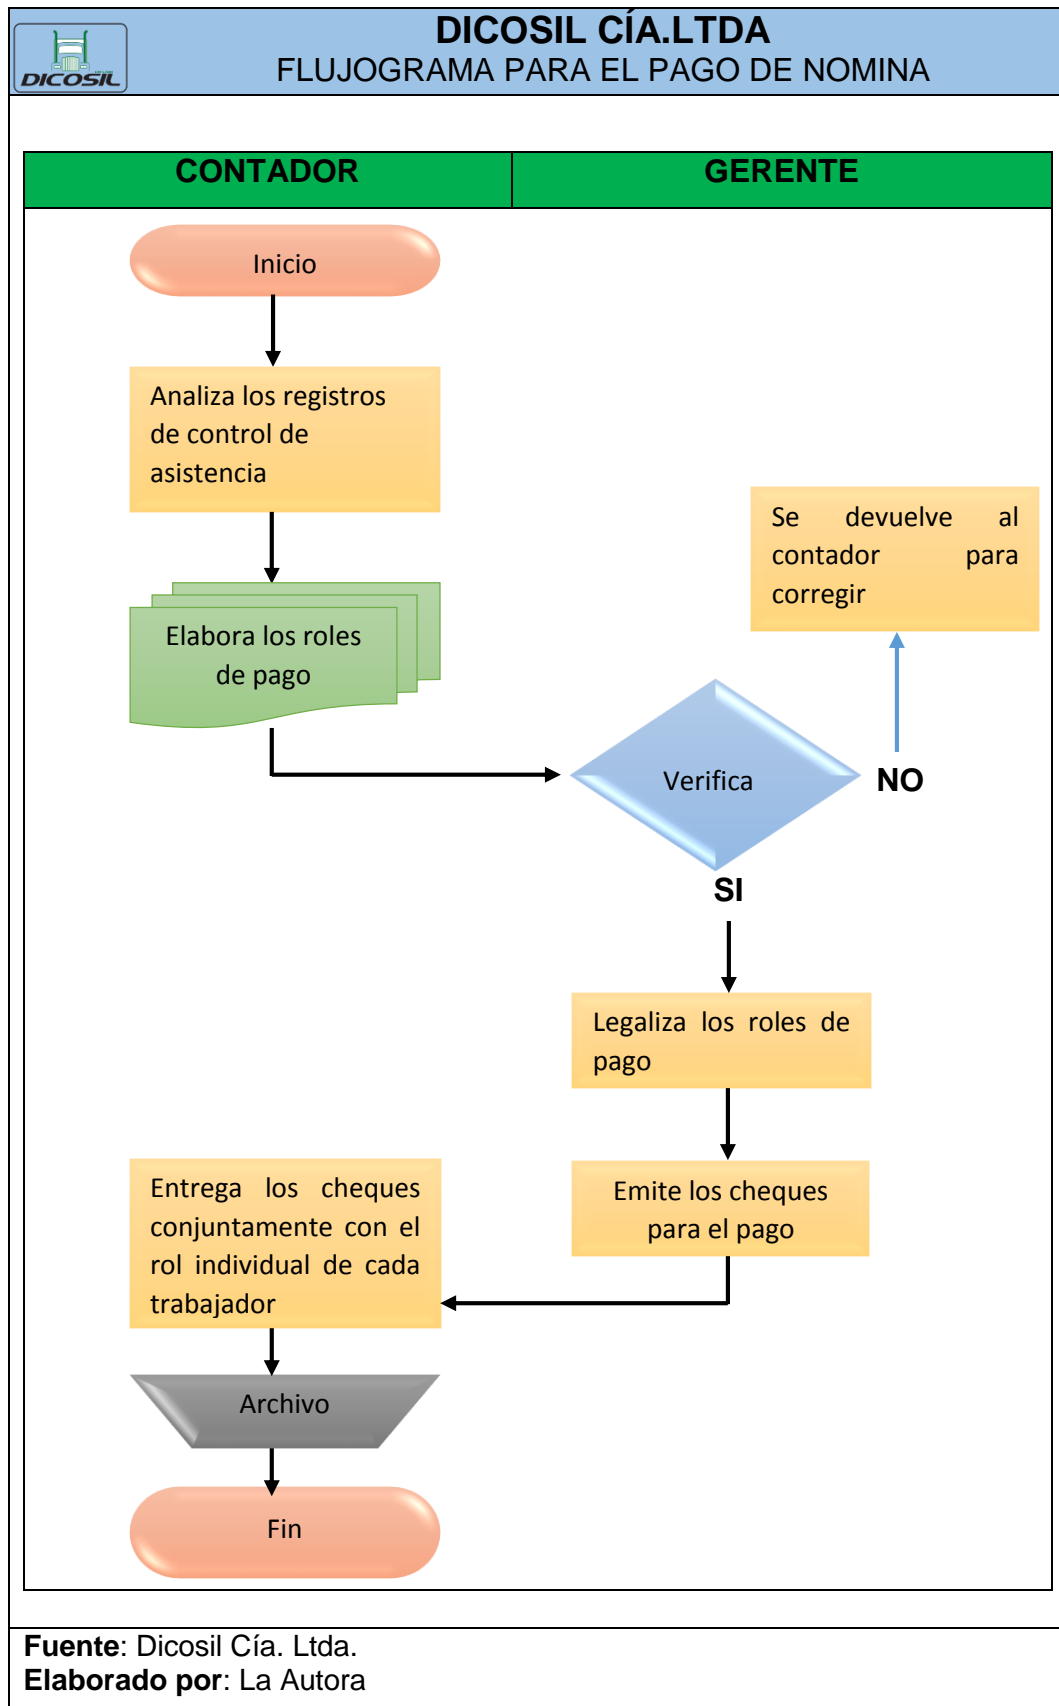 DICOSIL CÍA.LTDA
FLUJOGRAMA PARA EL PAGO DE NOMINA
DICOSIL
CONTADOR
GERENTE
Inicio
Analiza los registros
de control de
asistencia
Se devuelve al
contador para
corregir
Elabora los roles
de pago
Verifica
NO
SI
Legaliza los roles de
pago
Emite los cheques
para el pago
Entrega los cheques
conjuntamente con el
rol individual de cada
trabajador
Archivo
Fin
Fuente: Dicosil Cía. Ltda.
Elaborado por: La Autora